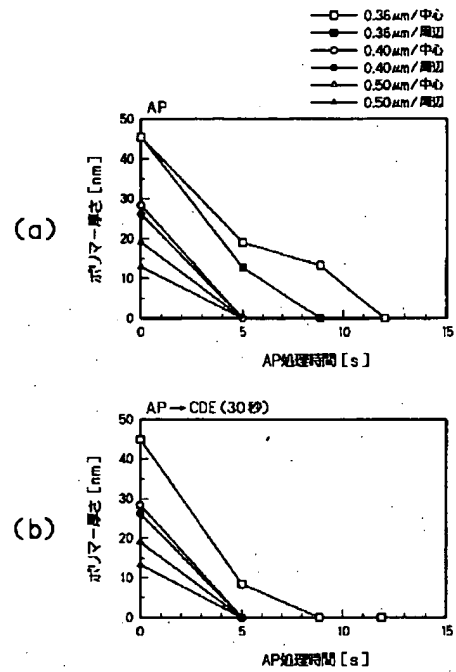 0.36μm/中心
0.36μm/周辺
0.40μm/中心
0.40μm/周辺
0.50μm/中心
0.50μm/周辺
(a)
AP
ポリマー厚さ[nm]
50
40
30
20
10
0
0 5 10 15
AP処理時間[s]
(b)
AP→CDE(30秒)
ポリマー厚さ[nm]
50
40
30
20
10
0
0 5 10 15
AP処理時間[s]